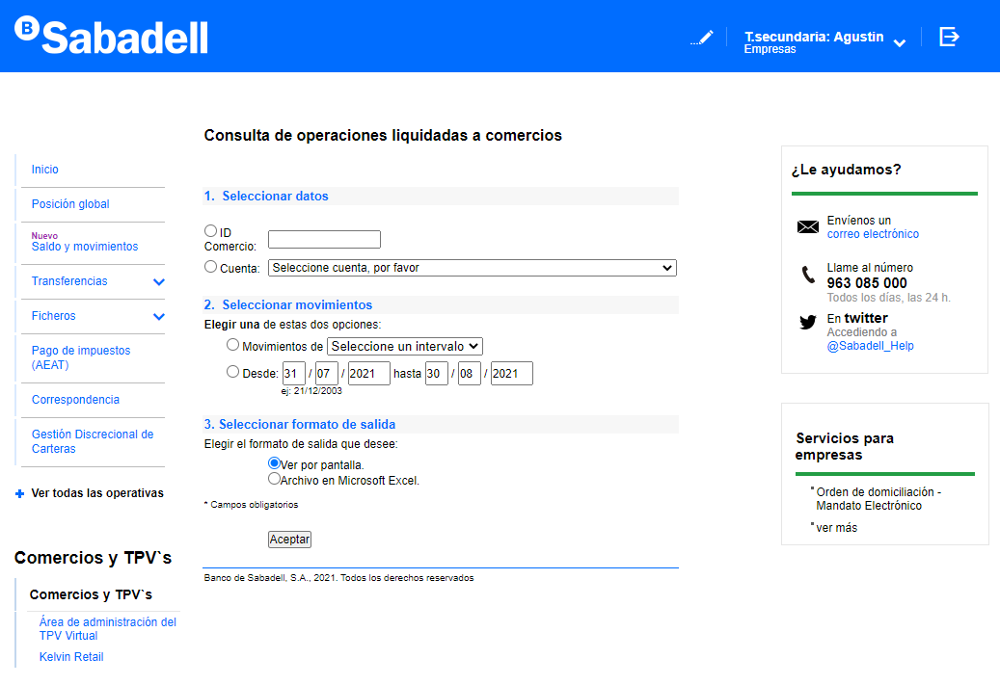 B Sabadell
T.secundaria: Agustin
Empresas
Consulta de operaciones liquidadas a comercios
Inicio
Posición global
Nuevo
Saldo y movimientos
Transferencias
Ficheros
Pago de impuestos
(AEAT)
Correspondencia
Gestión Discrecional de
Carteras
Ver todas las operativas
Comercios y TPV`s
Comercios y TPV`s
Área de administración del
TPV Virtual
Kelvin Retail
1. Seleccionar datos
ID
Comercio:
Cuenta: Seleccione cuenta, por favor
2. Seleccionar movimientos
Elegir una de estas dos opciones:
Movimientos de Seleccione un intervalo
Desde: 31 / 07 / 2021 hasta 30 / 08 / 2021
ej: 21/12/2003
3. Seleccionar formato de salida
Elegir el formato de salida que desee:
Ver por pantalla.
Archivo en Microsoft Excel.
* Campos obligatorios
Aceptar
Banco de Sabadell, S.A., 2021. Todos los derechos reservados
¿Le ayudamos?
Envíenos un
correo electrónico
Llame al número
963 085 000
Todos los días, las 24 h.
En twitter
Accediendo a
@Sabadell_Help
Servicios para
empresas
Orden de domiciliación -
Mandato Electrónico
ver más